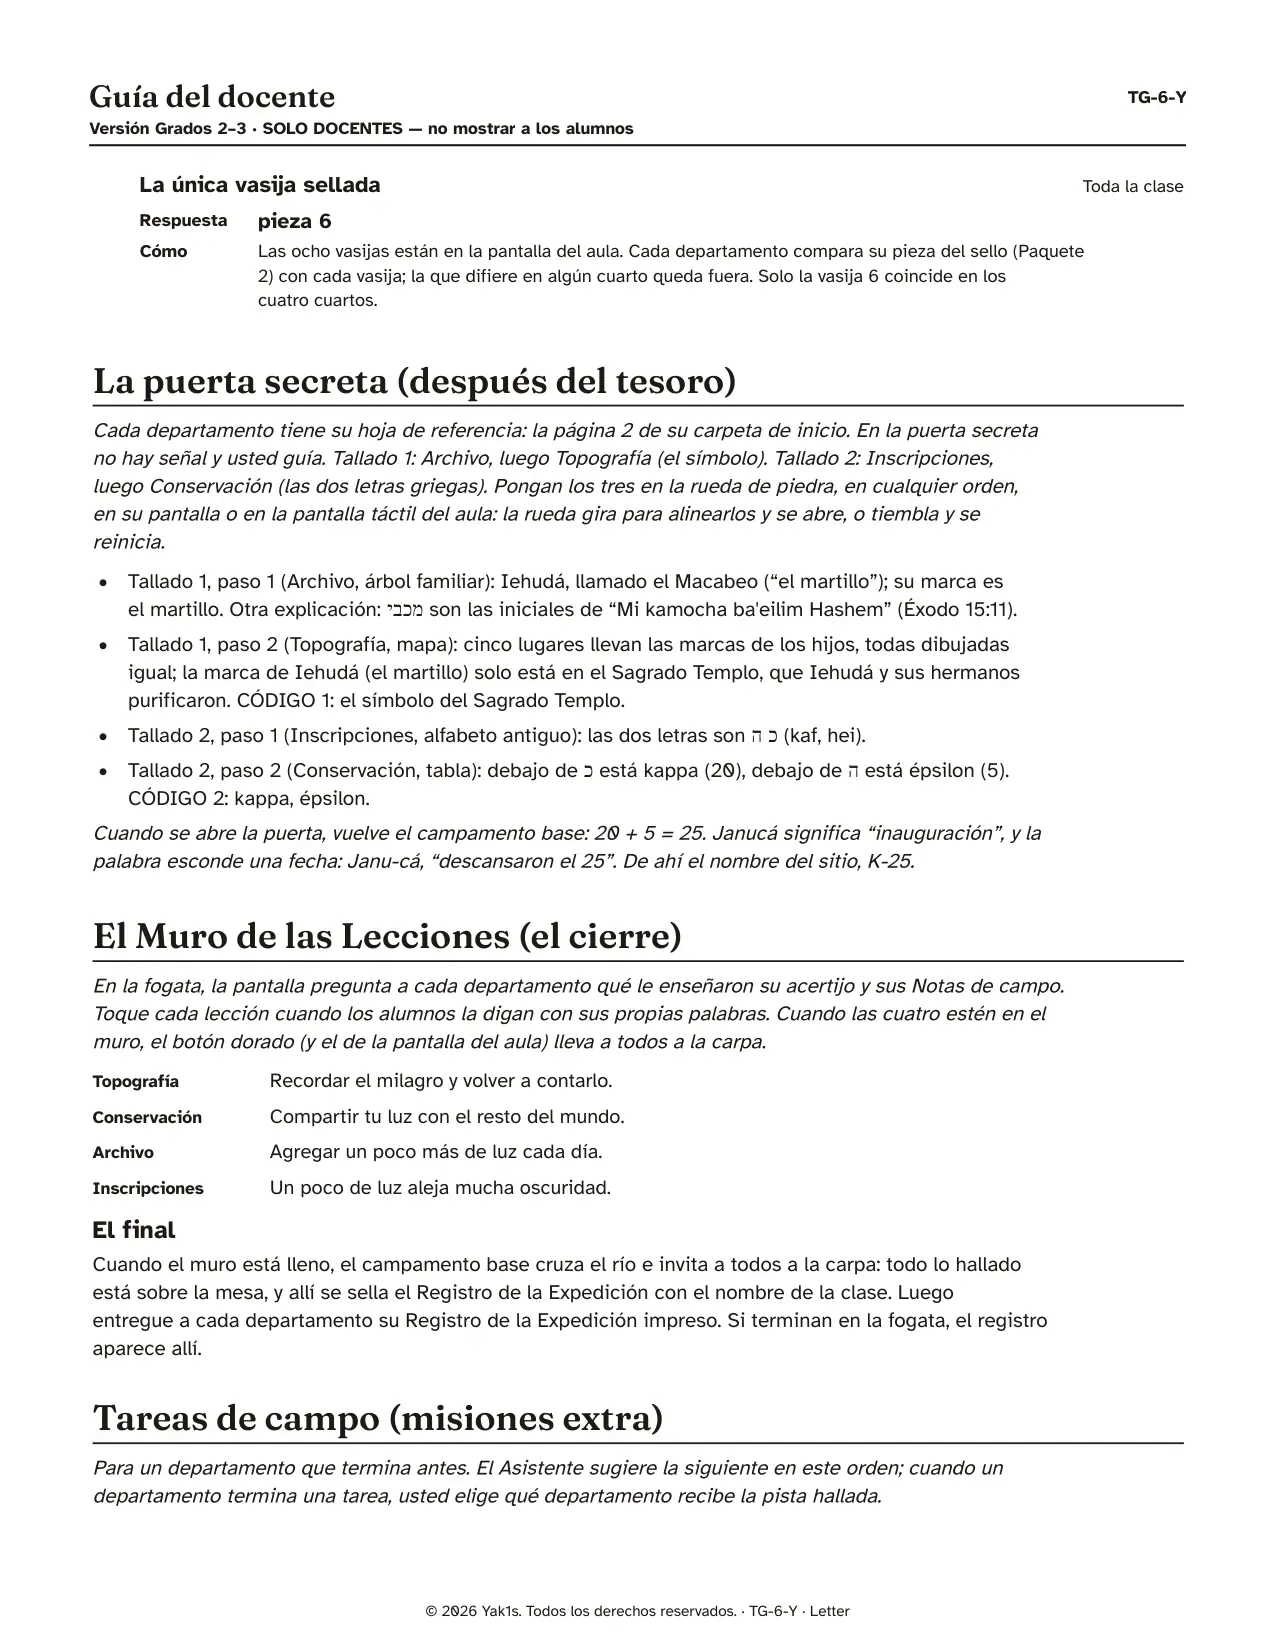 Guía del docente
TG-6-Y
Versión Grados 2–3 · SOLO DOCENTES — no mostrar a los alumnos
La única vasija sellada
Toda la clase
Respuesta pieza 6
Cómo Las ocho vasijas están en la pantalla del aula. Cada departamento compara su pieza del sello (Paquete
2) con cada vasija; la que difiere en algún cuarto queda fuera. Solo la vasija 6 coincide en los
cuatro cuartos.
La puerta secreta (después del tesoro)
Cada departamento tiene su hoja de referencia: la página 2 de su carpeta de inicio. En la puerta secreta
no hay señal y usted guía. Tallado 1: Archivo, luego Topografía (el símbolo). Tallado 2: Inscripciones,
luego Conservación (las dos letras griegas). Pongan los tres en la rueda de piedra, en cualquier orden,
en su pantalla o en la pantalla táctil del aula: la rueda gira para alinearlos y se abre, o tiembla y se
reinicia.
• Tallado 1, paso 1 (Archivo, árbol familiar): Iehudá, llamado el Macabeo (“el martillo”); su marca es
el martillo. Otra explicación: מכבי son las iniciales de “Mi kamocha ba'eilim Hashem” (Éxodo 15:11).
• Tallado 1, paso 2 (Topografía, mapa): cinco lugares llevan las marcas de los hijos, todas dibujadas
igual; la marca de Iehudá (el martillo) solo está en el Sagrado Templo, que Iehudá y sus hermanos
purificaron. CÓDIGO 1: el símbolo del Sagrado Templo.
• Tallado 2, paso 1 (Inscripciones, alfabeto antiguo): las dos letras son כ ה (kaf, hei).
• Tallado 2, paso 2 (Conservación, tabla): debajo de כ está kappa (20), debajo de ה está épsilon (5).
CÓDIGO 2: kappa, épsilon.
Cuando se abre la puerta, vuelve el campamento base: 20 + 5 = 25. Janucá significa “inauguración”, y la
palabra esconde una fecha: Janu-cá, “descansaron el 25”. De ahí el nombre del sitio, K-25.
El Muro de las Lecciones (el cierre)
En la fogata, la pantalla pregunta a cada departamento qué le enseñaron su acertijo y sus Notas de campo.
Toque cada lección cuando los alumnos la digan con sus propias palabras. Cuando las cuatro estén en el
muro, el botón dorado (y el de la pantalla del aula) lleva a todos a la carpa.
Topografía Recordar el milagro y volver a contarlo.
Conservación Compartir tu luz con el resto del mundo.
Archivo Agregar un poco más de luz cada día.
Inscripciones Un poco de luz aleja mucha oscuridad.
El final
Cuando el muro está lleno, el campamento base cruza el río e invita a todos a la carpa: todo lo hallado
está sobre la mesa, y allí se sella el Registro de la Expedición con el nombre de la clase. Luego
entregue a cada departamento su Registro de la Expedición impreso. Si terminan en la fogata, el registro
aparece allí.
Tareas de campo (misiones extra)
Para un departamento que termina antes. El Asistente sugiere la siguiente en este orden; cuando un
departamento termina una tarea, usted elige qué departamento recibe la pista hallada.
© 2026 Yak1s. Todos los derechos reservados. · TG-6-Y · Letter